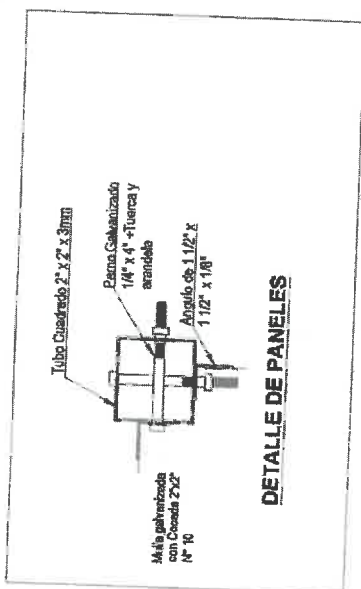 Tubo Cuadrado 2" x 2" x 3mm
Perno Galvanizado
1/4" x 4" +Tuerca y
arandela
Angulo de 1 1/2" x
1 1/2" x 1/8"
Malla galvanizada
con Cocada 2"x2"
N° 10
DETALLE DE PANELES